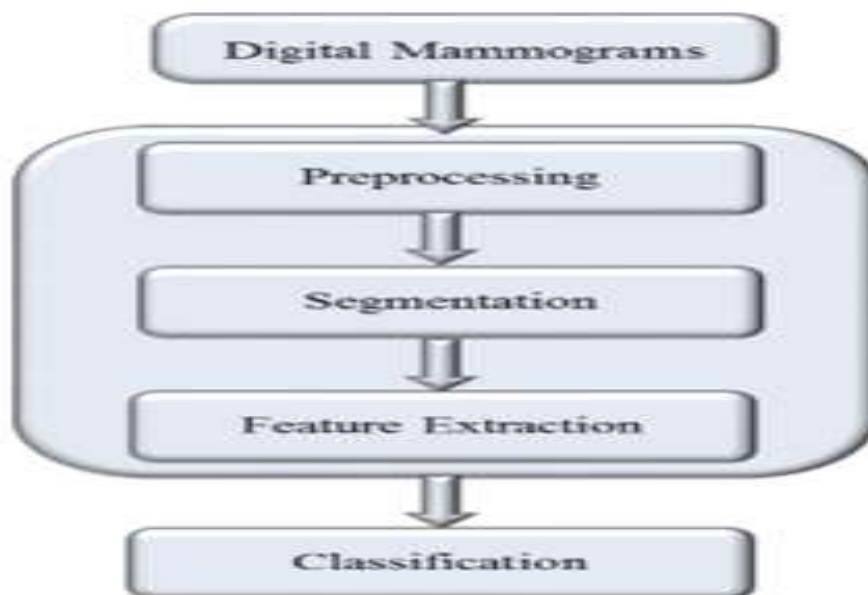 Digital Mammograms
Preprocessing
Segmentation
Feature Extraction
Classification